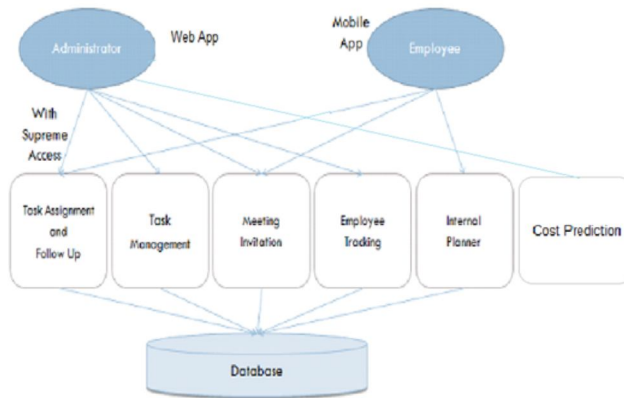 Administrator
Web App
Mobile
App
Employee
With
Supreme
Access
Task Assignment
and
Follow Up
Task
Management
Meeting
Invitation
Employee
Tracking
Internal
Planner
Cost Prediction
Database